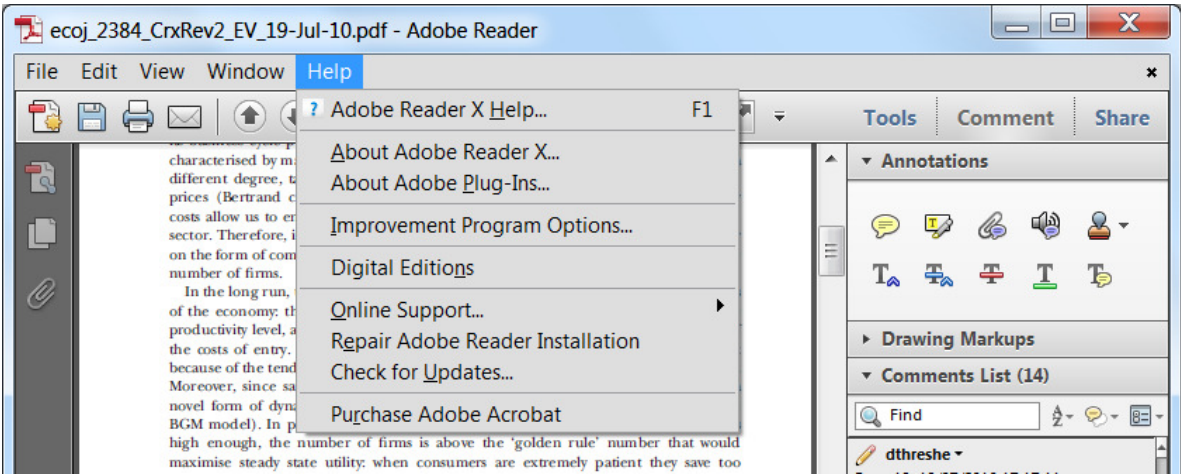 ecoj_2384_CrxRev2_EV_19-Jul-10.pdf - Adobe Reader
File Edit View Window Help
Adobe Reader X Help... F1
About Adobe Reader X...
About Adobe Plug-Ins...
Improvement Program Options...
Digital Editions
Online Support...
Repair Adobe Reader Installation
Check for Updates...
Purchase Adobe Acrobat
Tools Comment Share
characterised by
different degree,
prices (Bertrand
costs allow us to
sector. Therefore,
on the form of
number of firms.
In the long run,
of the economy:
productivity level,
the costs of entry.
because of the
Moreover, since
novel form of
BGM model). In
high enough, the number of firms is above the ‘golden rule’ number that would
maximise steady state utility: when consumers are extremely patient they save too
Annotations
Drawing Markups
Comments List (14)
Find
dthreshe